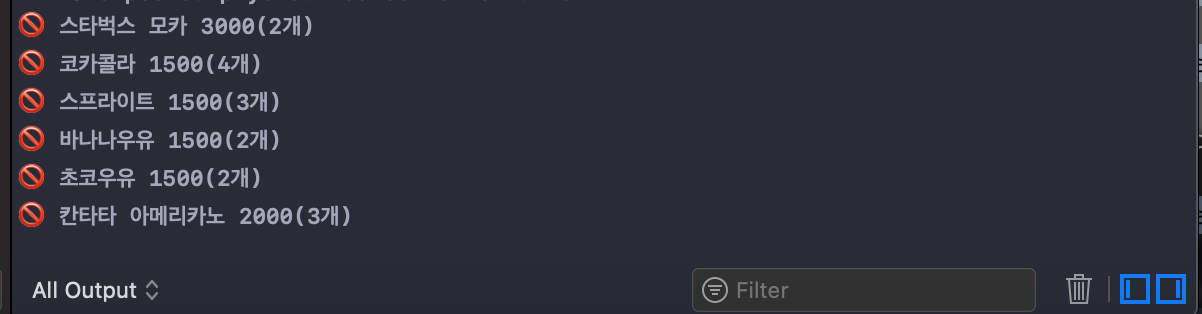 🚫 스타벅스 모카 3000(2개)
🚫 코카콜라 1500(4개)
🚫 스프라이트 1500(3개)
🚫 바나나우유 1500(2개)
🚫 초코우유 1500(2개)
🚫 칸타타 아메리카노 2000(3개)
All Output
Filter